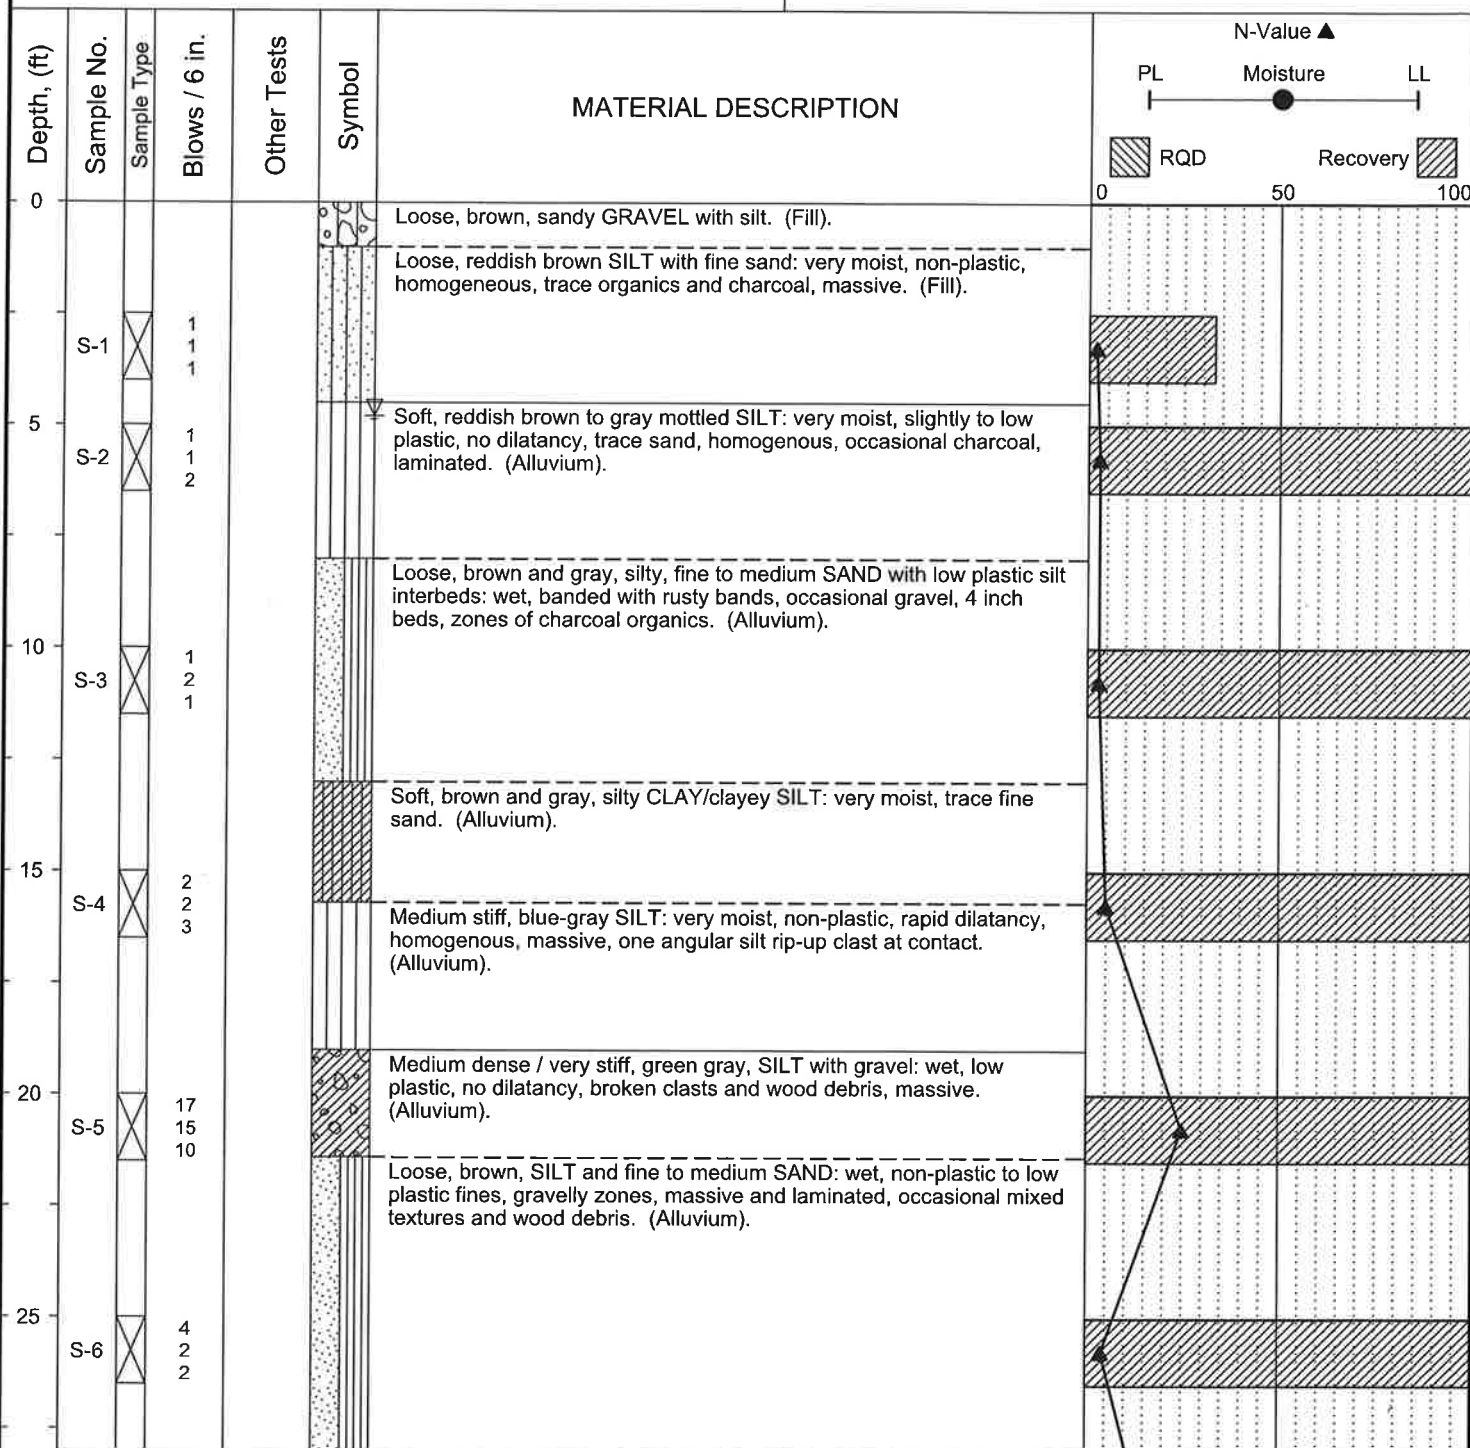 Depth, (ft)
Sample No.
Sample Type
Blows / 6 in.
Other Tests
Symbol
MATERIAL DESCRIPTION
N-Value ▲
PL Moisture LL
RQD Recovery
0 50 100
0
Loose, brown, sandy GRAVEL with silt. (Fill).
Loose, reddish brown SILT with fine sand: very moist, non-plastic,
homogeneous, trace organics and charcoal, massive. (Fill).
S-1
1
1
1
5
Soft, reddish brown to gray mottled SILT: very moist, slightly to low
plastic, no dilatancy, trace sand, homogenous, occasional charcoal,
laminated. (Alluvium).
S-2
1
1
2
Loose, brown and gray, silty, fine to medium SAND with low plastic silt
interbeds: wet, banded with rusty bands, occasional gravel, 4 inch
beds, zones of charcoal organics. (Alluvium).
10
S-3
1
2
1
Soft, brown and gray, silty CLAY/clayey SILT: very moist, trace fine
sand. (Alluvium).
15
S-4
2
2
3
Medium stiff, blue-gray SILT: very moist, non-plastic, rapid dilatancy,
homogenous, massive, one angular silt rip-up clast at contact.
(Alluvium).
Medium dense / very stiff, green gray, SILT with gravel: wet, low
plastic, no dilatancy, broken clasts and wood debris, massive.
(Alluvium).
20
S-5
17
15
10
Loose, brown, SILT and fine to medium SAND: wet, non-plastic to low
plastic fines, gravelly zones, massive and laminated, occasional mixed
textures and wood debris. (Alluvium).
25
S-6
4
2
2